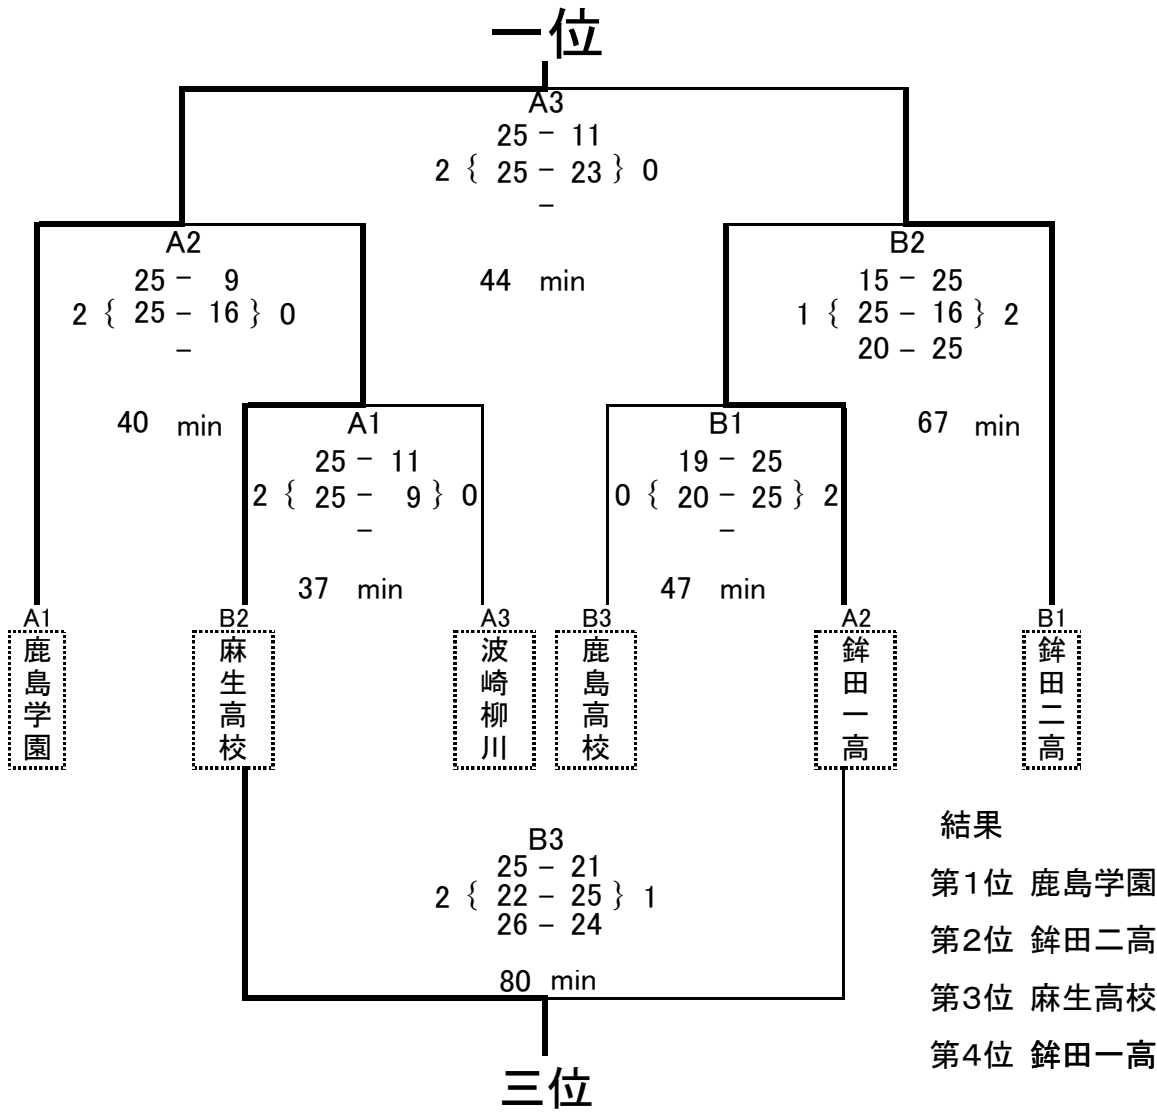 一位
A3
25 － 11
2 { 25 － 23 } 0
－
44 min
A2
25 － 9
2 { 25 － 16 } 0
－
40 min
B2
15 － 25
1 { 25 － 16 } 2
20 － 25
67 min
A1
25 － 11
2 { 25 － 9 } 0
－
37 min
B1
19 － 25
0 { 20 － 25 } 2
－
47 min
A1
鹿島学園
B2
麻生高校
A3
波崎柳川
B3
鹿島高校
A2
鉾田一高
B1
鉾田二高
B3
25 － 21
2 { 22 － 25 } 1
26 － 24
80 min
三位
結果
第１位 鹿島学園
第２位 鉾田二高
第３位 麻生高校
第４位 鉾田一高